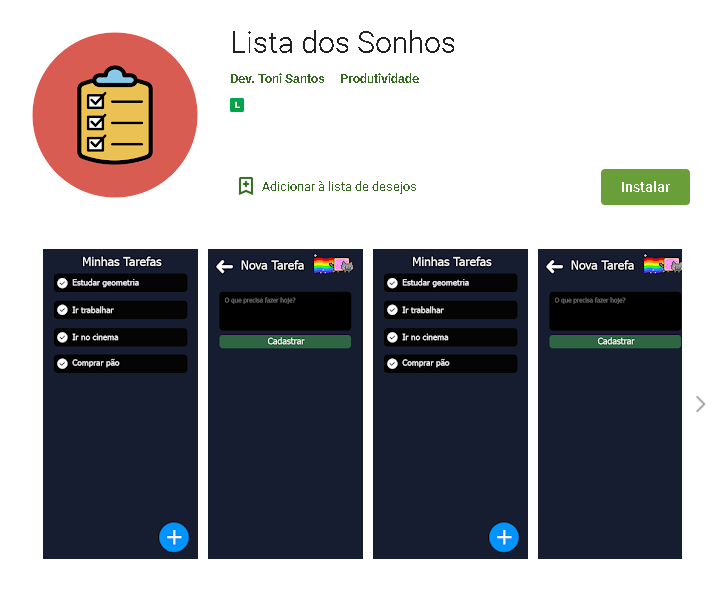 Lista dos Sonhos
Dev. Toni Santos Produtividade
L
Adicionar à lista de desejos
Instalar
Minhas Tarefas
Estudar geometria
Ir trabalhar
Ir no cinema
Comprar pão
Nova Tarefa
O que precisa fazer hoje?
Cadastrar
Minhas Tarefas
Estudar geometria
Ir trabalhar
Ir no cinema
Comprar pão
Nova Tarefa
O que precisa fazer hoje?
Cadastrar